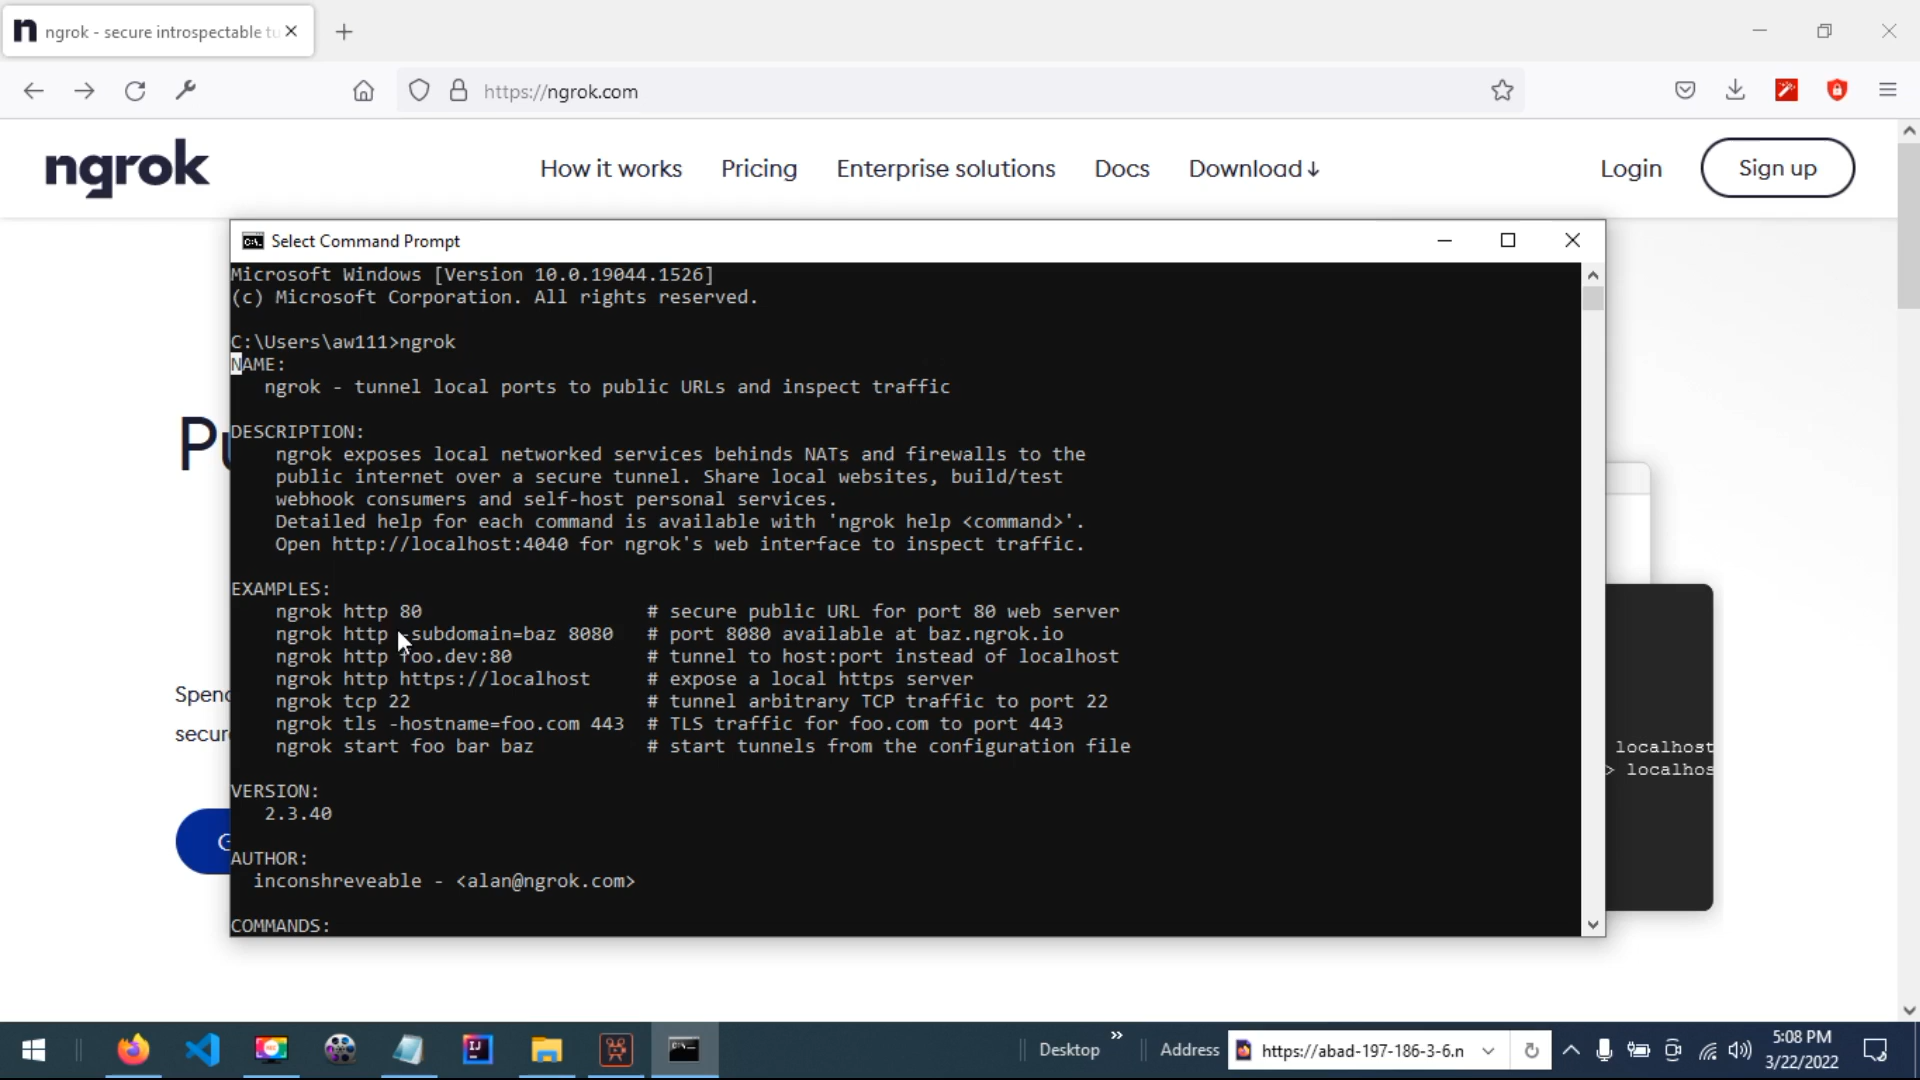 ngrok - secure introspectable tu
https://ngrok.com
ngrok
How it works
Pricing
Enterprise solutions
Docs
Download↓
Login
Sign up
Select Command Prompt
Microsoft Windows [Version 10.0.19044.1526]
(c) Microsoft Corporation. All rights reserved.
C:\Users\aw111>ngrok
NAME:
ngrok - tunnel local ports to public URLs and inspect traffic
DESCRIPTION:
ngrok exposes local networked services behinds NATs and firewalls to the
public internet over a secure tunnel. Share local websites, build/test
webhook consumers and self-host personal services.
Detailed help for each command is available with 'ngrok help <command>'.
Open http://localhost:4040 for ngrok's web interface to inspect traffic.
EXAMPLES:
ngrok http 80 # secure public URL for port 80 web server
ngrok http -subdomain=baz 8080 # port 8080 available at baz.ngrok.io
ngrok http foo.dev:80 # tunnel to host:port instead of localhost
ngrok http https://localhost # expose a local https server
ngrok tcp 22 # tunnel arbitrary TCP traffic to port 22
ngrok tls -hostname=foo.com 443 # TLS traffic for foo.com to port 443
ngrok start foo bar baz # start tunnels from the configuration file
VERSION:
2.3.40
AUTHOR:
inconshreveable - <alan@ngrok.com>
COMMANDS:
Spend
secure
localhost
> localhos
Desktop
Address
https://abad-197-186-3-6.n
5:08 PM
3/22/2022